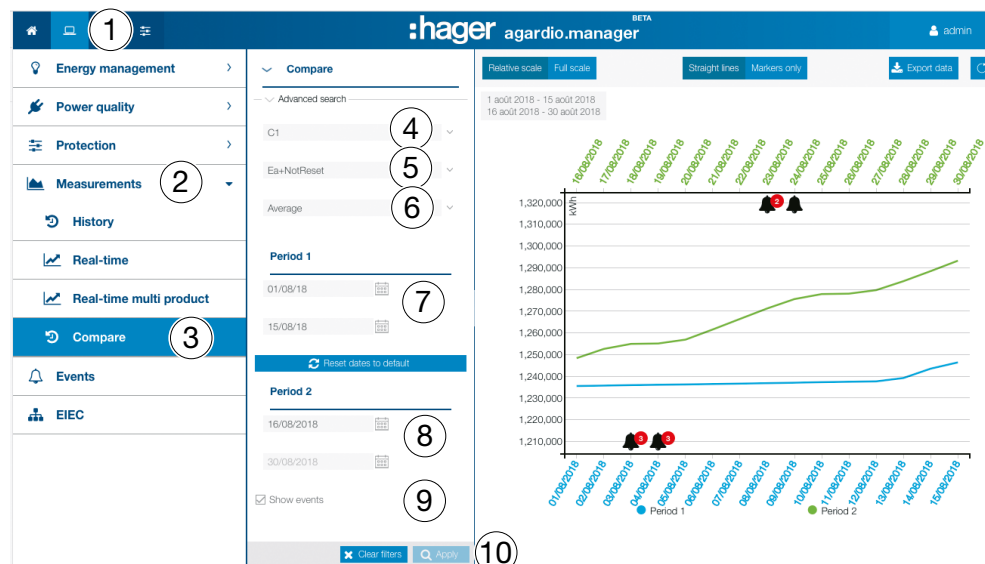 BETA
1
:hager agardio.manager
admin
Energy management
Power quality
Protection
Measurements
2
History
Real-time
Real-time multi product
Compare
3
Events
EIEC
Compare
Advanced search
C1
4
Ea+NotReset
5
Average
6
Period 1
01/08/18
7
15/08/18
Reset dates to default
Period 2
16/08/2018
8
30/08/2018
Show events
9
Clear filters
Apply
10
Relative scale Full scale
Straight lines Markers only
Export data
1 août 2018 - 15 août 2018
16 août 2018 - 30 août 2018
16/08/2018 17/08/2018 18/08/2018 19/08/2018 20/08/2018 21/08/2018 22/08/2018 23/08/2018 24/08/2018 25/08/2018 26/08/2018 27/08/2018 28/08/2018 29/08/2018 30/08/2018
kWh
1,320,000
2
1,310,000
1,300,000
1,290,000
1,280,000
1,270,000
1,260,000
1,250,000
1,240,000
1,230,000
1,220,000
1,210,000
3 3
01/08/2018 02/08/2018 03/08/2018 04/08/2018 05/08/2018 06/08/2018 07/08/2018 08/08/2018 09/08/2018 10/08/2018 11/08/2018 12/08/2018 13/08/2018 14/08/2018 15/08/2018
Period 1 Period 2